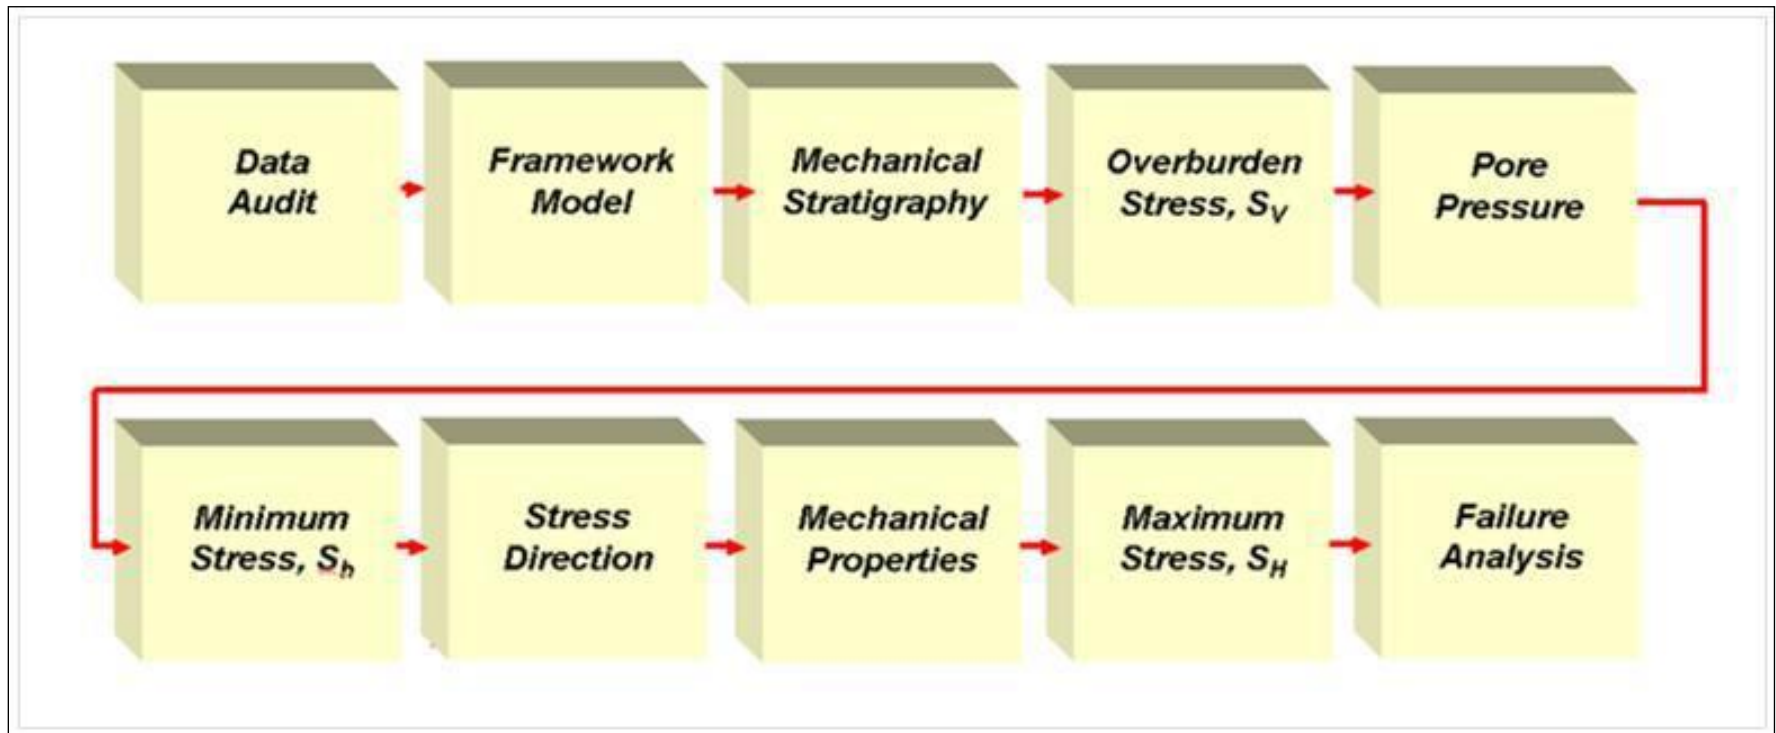 Data
Audit
Framework
Model
Mechanical
Stratigraphy
Overburden
Stress, SV
Pore
Pressure
Minimum
Stress, Sh
Stress
Direction
Mechanical
Properties
Maximum
Stress, SH
Failure
Analysis